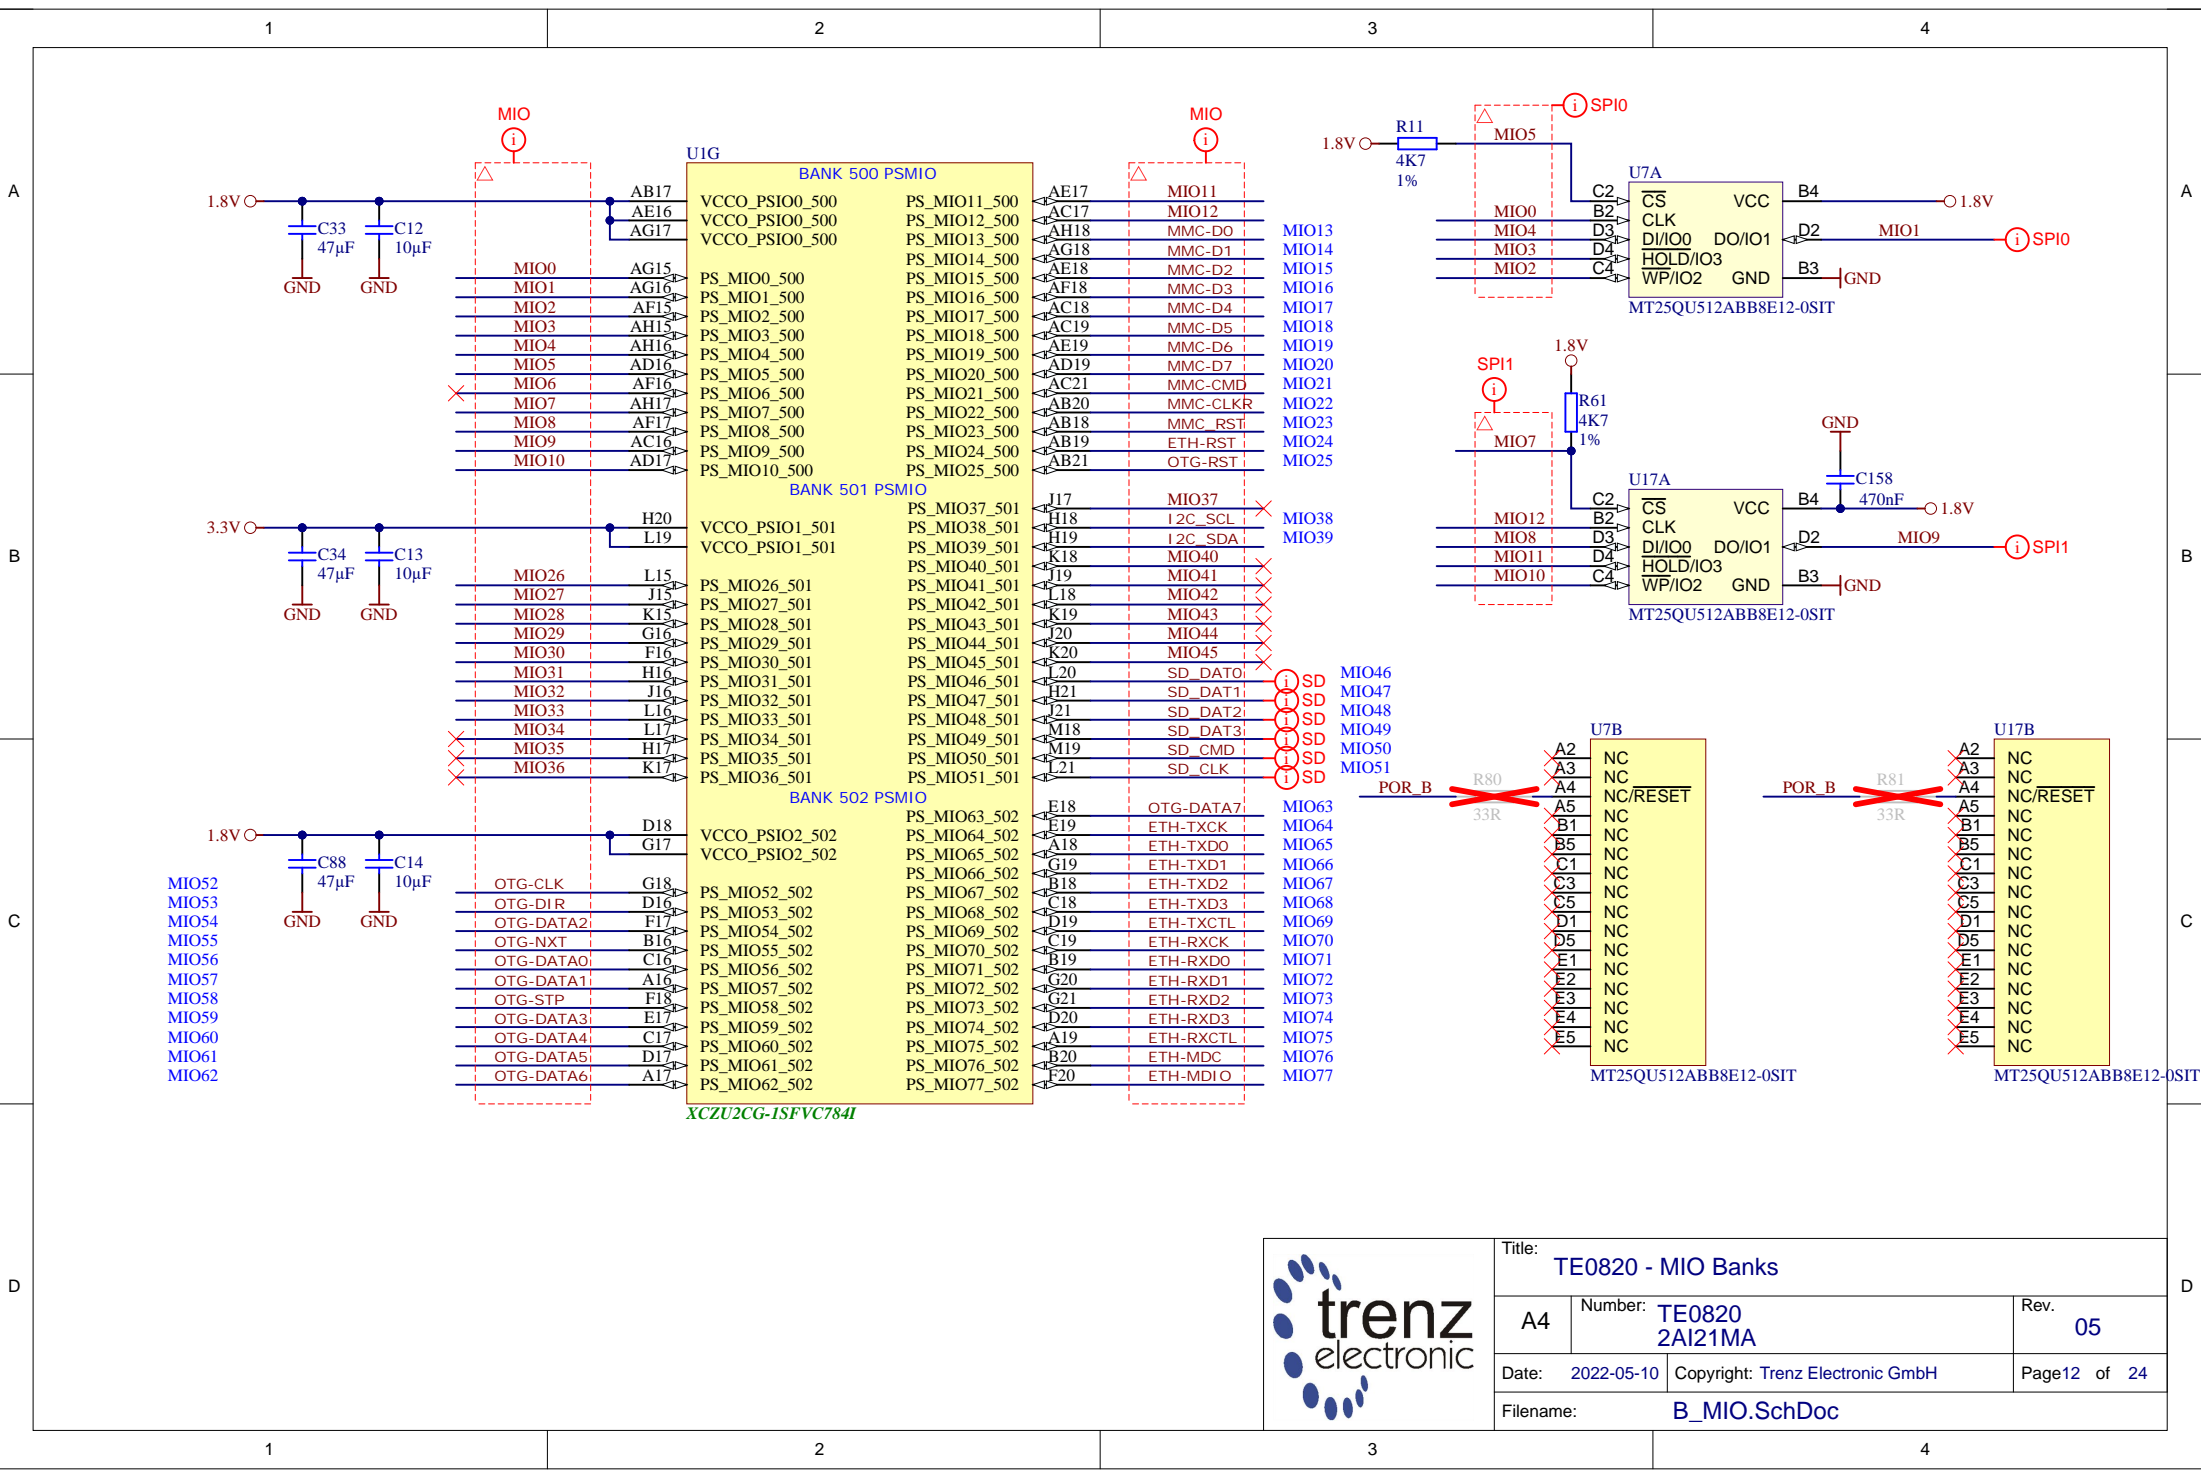 1 2 3 4
A
B
C
D
MIO
MIO
U1G
BANK 500 PSMIO
1.8V
C33
47µF
C12
10µF
GND
GND
AB17 VCCO_PSIO0_500
AE16 VCCO_PSIO0_500
AG17 VCCO_PSIO0_500
MIO0 AG15 PS_MIO0_500
MIO1 AG16 PS_MIO1_500
MIO2 AF15 PS_MIO2_500
MIO3 AH15 PS_MIO3_500
MIO4 AH16 PS_MIO4_500
MIO5 AD16 PS_MIO5_500
MIO6 AF16 PS_MIO6_500
MIO7 AH17 PS_MIO7_500
MIO8 AF17 PS_MIO8_500
MIO9 AC16 PS_MIO9_500
MIO10 AD17 PS_MIO10_500
PS_MIO11_500 AE17 MIO11
PS_MIO12_500 AC17 MIO12
PS_MIO13_500 AH18 MMC-D0 MIO13
PS_MIO14_500 AG18 MMC-D1 MIO14
PS_MIO15_500 AE18 MMC-D2 MIO15
PS_MIO16_500 AF18 MMC-D3 MIO16
PS_MIO17_500 AC18 MMC-D4 MIO17
PS_MIO18_500 AC19 MMC-D5 MIO18
PS_MIO19_500 AE19 MMC-D6 MIO19
PS_MIO20_500 AD19 MMC-D7 MIO20
PS_MIO21_500 AC21 MMC-CMD MIO21
PS_MIO22_500 AB20 MMC-CLKR MIO22
PS_MIO23_500 AB18 MMC_RST MIO23
PS_MIO24_500 AB19 ETH-RST MIO24
PS_MIO25_500 AB21 OTG-RST MIO25
BANK 501 PSMIO
3.3V
C34
47µF
C13
10µF
GND
GND
H20 VCCO_PSIO1_501
L19 VCCO_PSIO1_501
MIO26 L15 PS_MIO26_501
MIO27 J15 PS_MIO27_501
MIO28 K15 PS_MIO28_501
MIO29 G16 PS_MIO29_501
MIO30 F16 PS_MIO30_501
MIO31 H16 PS_MIO31_501
MIO32 J16 PS_MIO32_501
MIO33 L16 PS_MIO33_501
MIO34 L17 PS_MIO34_501
MIO35 H17 PS_MIO35_501
MIO36 K17 PS_MIO36_501
PS_MIO37_501 J17 MIO37
PS_MIO38_501 H18 I2C_SCL MIO38
PS_MIO39_501 H19 I2C_SDA MIO39
PS_MIO40_501 K18 MIO40
PS_MIO41_501 J19 MIO41
PS_MIO42_501 L18 MIO42
PS_MIO43_501 K19 MIO43
PS_MIO44_501 J20 MIO44
PS_MIO45_501 K20 MIO45
PS_MIO46_501 L20 SD_DAT0 i SD MIO46
PS_MIO47_501 H21 SD_DAT1 i SD MIO47
PS_MIO48_501 J21 SD_DAT2 i SD MIO48
PS_MIO49_501 M18 SD_DAT3 i SD MIO49
PS_MIO50_501 M19 SD_CMD i SD MIO50
PS_MIO51_501 L21 SD_CLK i SD MIO51
BANK 502 PSMIO
1.8V
C88
47µF
C14
10µF
GND
GND
D18 VCCO_PSIO2_502
G17 VCCO_PSIO2_502
MIO52 OTG-CLK G18 PS_MIO52_502
MIO53 OTG-DIR D16 PS_MIO53_502
MIO54 OTG-DATA2 F17 PS_MIO54_502
MIO55 OTG-NXT B16 PS_MIO55_502
MIO56 OTG-DATA0 C16 PS_MIO56_502
MIO57 OTG-DATA1 A16 PS_MIO57_502
MIO58 OTG-STP F18 PS_MIO58_502
MIO59 OTG-DATA3 E17 PS_MIO59_502
MIO60 OTG-DATA4 C17 PS_MIO60_502
MIO61 OTG-DATA5 D17 PS_MIO61_502
MIO62 OTG-DATA6 A17 PS_MIO62_502
PS_MIO63_502 E18 OTG-DATA7 MIO63
PS_MIO64_502 E19 ETH-TXCK MIO64
PS_MIO65_502 A18 ETH-TXD0 MIO65
PS_MIO66_502 G19 ETH-TXD1 MIO66
PS_MIO67_502 B18 ETH-TXD2 MIO67
PS_MIO68_502 C18 ETH-TXD3 MIO68
PS_MIO69_502 D19 ETH-TXCTL MIO69
PS_MIO70_502 C19 ETH-RXCK MIO70
PS_MIO71_502 B19 ETH-RXD0 MIO71
PS_MIO72_502 G20 ETH-RXD1 MIO72
PS_MIO73_502 G21 ETH-RXD2 MIO73
PS_MIO74_502 D20 ETH-RXD3 MIO74
PS_MIO75_502 A19 ETH-RXCTL MIO75
PS_MIO76_502 B20 ETH-MDC MIO76
PS_MIO77_502 F20 ETH-MDIO MIO77
XCZU2CG-1SFVC784I
i SPI0
1.8V R11 MIO5
4K7
1%
U7A
C2 CS VCC B4 1.8V
MIO0 B2 CLK
MIO4 D3 DI/IO0 DO/IO1 D2 MIO1 i SPI0
MIO3 D4 HOLD/IO3
MIO2 C4 WP/IO2 GND B3 GND
MT25QU512ABB8E12-0SIT
SPI1
i
1.8V
R61
4K7
1%
MIO7
GND
C158
470nF
U17A
C2 CS VCC B4 1.8V
MIO12 B2 CLK
MIO8 D3 DI/IO0 DO/IO1 D2 MIO9 i SPI1
MIO11 D4 HOLD/IO3
MIO10 C4 WP/IO2 GND B3 GND
MT25QU512ABB8E12-0SIT
U7B
A2 NC
A3 NC
POR_B R80 33R A4 NC/RESET
A5 NC
B1 NC
B5 NC
C1 NC
C3 NC
C5 NC
D1 NC
D5 NC
E1 NC
E2 NC
E3 NC
E4 NC
E5 NC
MT25QU512ABB8E12-0SIT
U17B
A2 NC
A3 NC
POR_B R81 33R A4 NC/RESET
A5 NC
B1 NC
B5 NC
C1 NC
C3 NC
C5 NC
D1 NC
D5 NC
E1 NC
E2 NC
E3 NC
E4 NC
E5 NC
MT25QU512ABB8E12-0SIT
trenz
electronic
Title:
TE0820 - MIO Banks
A4
Number: TE0820
2AI21MA
Rev.
05
Date: 2022-05-10 Copyright: Trenz Electronic GmbH Page12 of 24
Filename: B_MIO.SchDoc
A
B
C
D
1 2 3 4